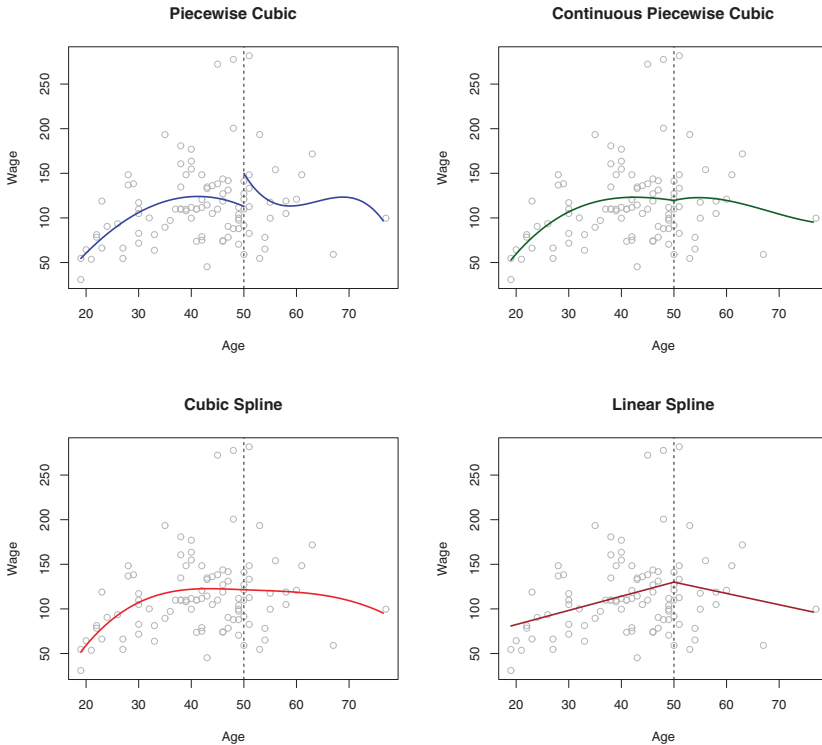 Piecewise Cubic
Wage
50 100 150 200 250
20 30 40 50 60 70
Age
Continuous Piecewise Cubic
Wage
50 100 150 200 250
20 30 40 50 60 70
Age
Cubic Spline
Wage
50 100 150 200 250
20 30 40 50 60 70
Age
Linear Spline
Wage
50 100 150 200 250
20 30 40 50 60 70
Age